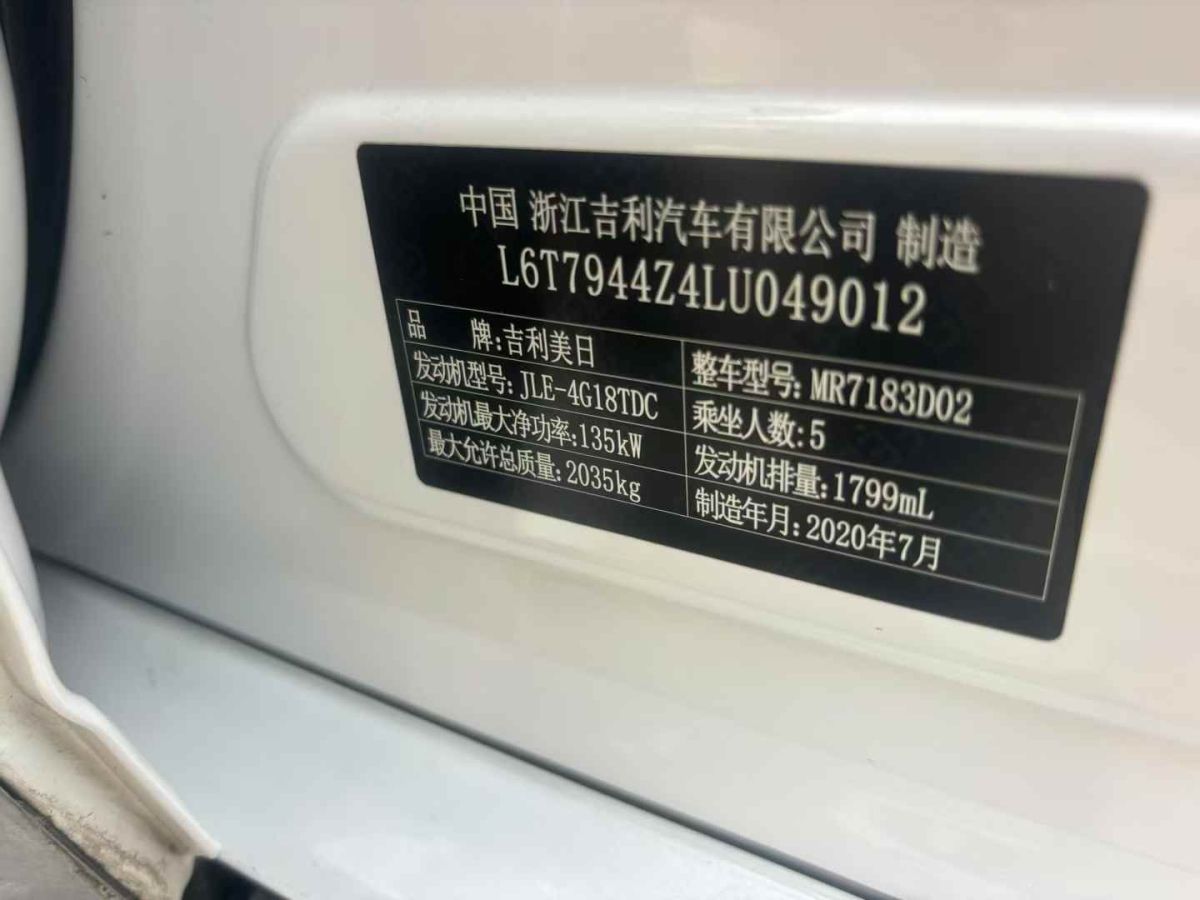 中国 浙江吉利汽车有限公司 制造
L6T7944Z4LU049012
品 牌:吉利美日 整车型号:MR7183D02
发动机型号:JLE-4G18TDC 乘坐人数:5
发动机最大净功率:135kW 发动机排量:1799mL
最大允许总质量:2035kg 制造年月:2020年7月